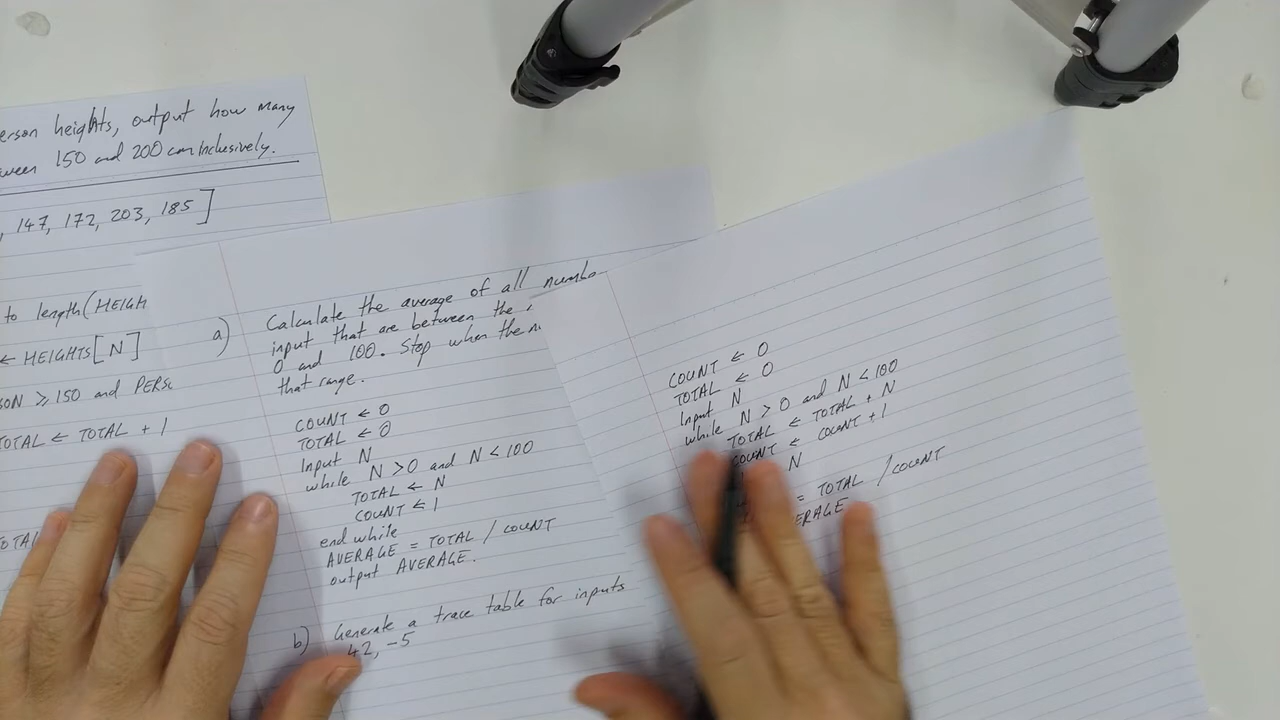 erson heights, output how many
ween 150 and 200 cm inclusively.
, 147, 172, 203, 185]
to length(HEIGH
← HEIGHTS[N]
SON ⩾ 150 and PERS
TOTAL ← TOTAL + 1
TOTAL
a) Calculate the average of all numbe
input that are between the
0 and 100. Stop when the
that range.
COUNT ← 0
TOTAL ← 0
Input N
while N > 0 and N < 100
TOTAL ← N
COUNT ← 1
end while
AVERAGE = TOTAL / COUNT
output AVERAGE.
b) Generate a trace table for inputs
42, -5
COUNT ← 0
TOTAL ← 0
Input N
while N > 0 and N < 100
TOTAL ← TOTAL + N
COUNT ← COUNT + 1
N
= TOTAL / COUNT
ERAGE